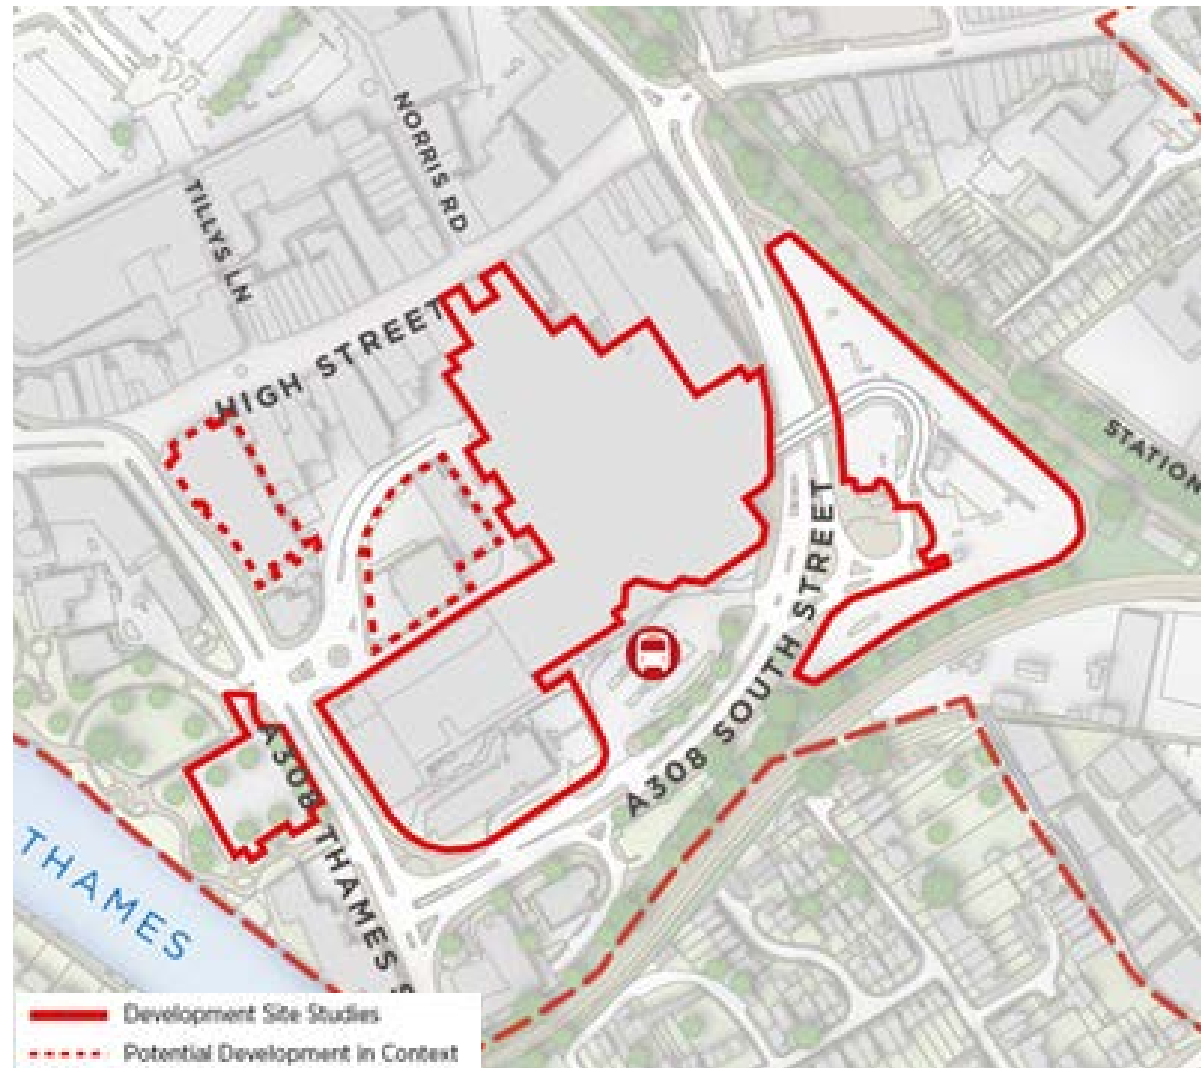 NORRIS RD
TILLYS LN
HIGH STREET
STATION
A308 SOUTH STREET
A308 THAMES S
THAMES
Development Site Studies
Potential Development in Context